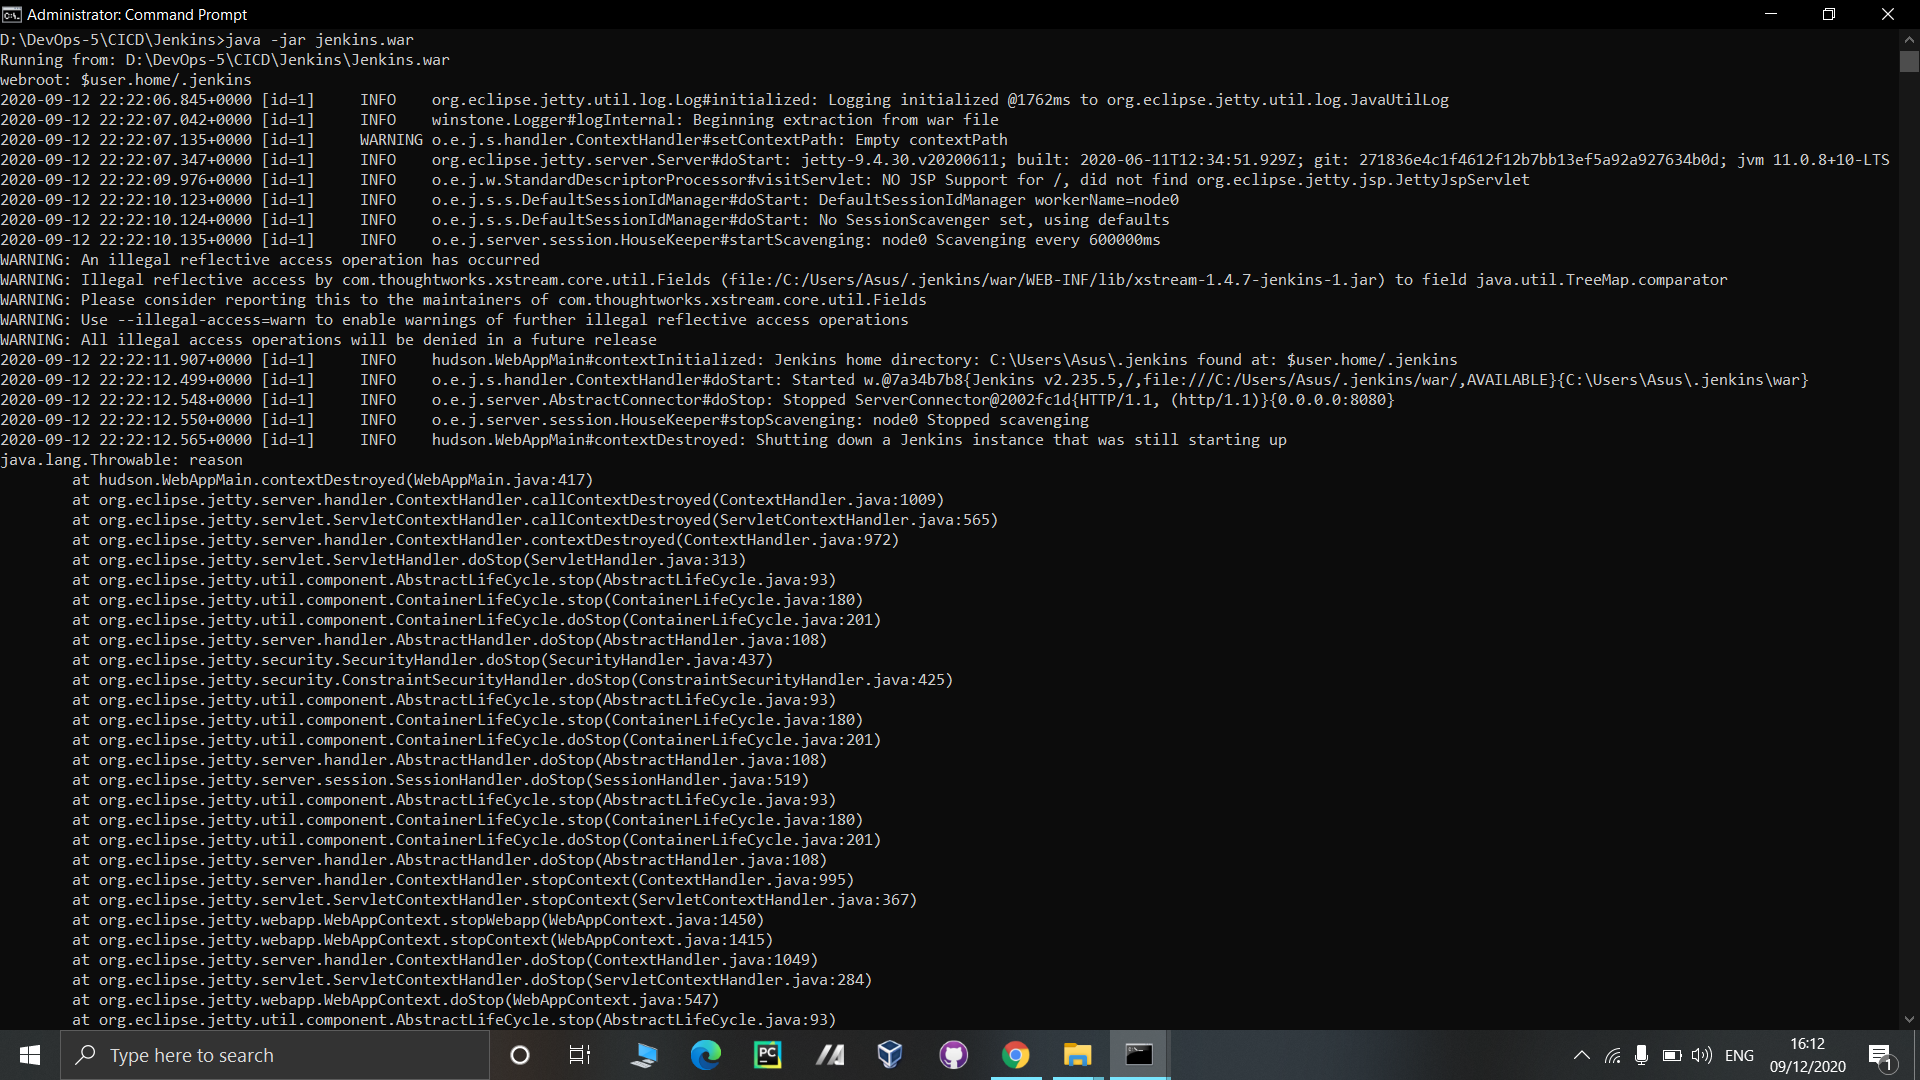 Administrator: Command Prompt
D:\DevOps-5\CICD\Jenkins>java -jar jenkins.war
Running from: D:\DevOps-5\CICD\Jenkins\Jenkins.war
webroot: $user.home/.jenkins
2020-09-12 22:22:06.845+0000 [id=1]     INFO    org.eclipse.jetty.util.log.Log#initialized: Logging initialized @1762ms to org.eclipse.jetty.util.log.JavaUtilLog
2020-09-12 22:22:07.042+0000 [id=1]     INFO    winstone.Logger#logInternal: Beginning extraction from war file
2020-09-12 22:22:07.135+0000 [id=1]     WARNING o.e.j.s.handler.ContextHandler#setContextPath: Empty contextPath
2020-09-12 22:22:07.347+0000 [id=1]     INFO    org.eclipse.jetty.server.Server#doStart: jetty-9.4.30.v20200611; built: 2020-06-11T12:34:51.929Z; git: 271836e4c1f4612f12b7bb13ef5a92a927634b0d; jvm 11.0.8+10-LTS
2020-09-12 22:22:09.976+0000 [id=1]     INFO    o.e.j.w.StandardDescriptorProcessor#visitServlet: NO JSP Support for /, did not find org.eclipse.jetty.jsp.JettyJspServlet
2020-09-12 22:22:10.123+0000 [id=1]     INFO    o.e.j.s.s.DefaultSessionIdManager#doStart: DefaultSessionIdManager workerName=node0
2020-09-12 22:22:10.124+0000 [id=1]     INFO    o.e.j.s.s.DefaultSessionIdManager#doStart: No SessionScavenger set, using defaults
2020-09-12 22:22:10.135+0000 [id=1]     INFO    o.e.j.server.session.HouseKeeper#startScavenging: node0 Scavenging every 600000ms
WARNING: An illegal reflective access operation has occurred
WARNING: Illegal reflective access by com.thoughtworks.xstream.core.util.Fields (file:/C:/Users/Asus/.jenkins/war/WEB-INF/lib/xstream-1.4.7-jenkins-1.jar) to field java.util.TreeMap.comparator
WARNING: Please consider reporting this to the maintainers of com.thoughtworks.xstream.core.util.Fields
WARNING: Use --illegal-access=warn to enable warnings of further illegal reflective access operations
WARNING: All illegal access operations will be denied in a future release
2020-09-12 22:22:11.907+0000 [id=1]     INFO    hudson.WebAppMain#contextInitialized: Jenkins home directory: C:\Users\Asus\.jenkins found at: $user.home/.jenkins
2020-09-12 22:22:12.499+0000 [id=1]     INFO    o.e.j.s.handler.ContextHandler#doStart: Started w.@7a34b7b8{Jenkins v2.235.5,/,file:///C:/Users/Asus/.jenkins/war/,AVAILABLE}{C:\Users\Asus\.jenkins\war}
2020-09-12 22:22:12.548+0000 [id=1]     INFO    o.e.j.server.AbstractConnector#doStop: Stopped ServerConnector@2002fc1d{HTTP/1.1, (http/1.1)}{0.0.0.0:8080}
2020-09-12 22:22:12.550+0000 [id=1]     INFO    o.e.j.server.session.HouseKeeper#stopScavenging: node0 Stopped scavenging
2020-09-12 22:22:12.565+0000 [id=1]     INFO    hudson.WebAppMain#contextDestroyed: Shutting down a Jenkins instance that was still starting up
java.lang.Throwable: reason
        at hudson.WebAppMain.contextDestroyed(WebAppMain.java:417)
        at org.eclipse.jetty.server.handler.ContextHandler.callContextDestroyed(ContextHandler.java:1009)
        at org.eclipse.jetty.servlet.ServletContextHandler.callContextDestroyed(ServletContextHandler.java:565)
        at org.eclipse.jetty.server.handler.ContextHandler.contextDestroyed(ContextHandler.java:972)
        at org.eclipse.jetty.servlet.ServletHandler.doStop(ServletHandler.java:313)
        at org.eclipse.jetty.util.component.AbstractLifeCycle.stop(AbstractLifeCycle.java:93)
        at org.eclipse.jetty.util.component.ContainerLifeCycle.stop(ContainerLifeCycle.java:180)
        at org.eclipse.jetty.util.component.ContainerLifeCycle.doStop(ContainerLifeCycle.java:201)
        at org.eclipse.jetty.server.handler.AbstractHandler.doStop(AbstractHandler.java:108)
        at org.eclipse.jetty.security.SecurityHandler.doStop(SecurityHandler.java:437)
        at org.eclipse.jetty.security.ConstraintSecurityHandler.doStop(ConstraintSecurityHandler.java:425)
        at org.eclipse.jetty.util.component.AbstractLifeCycle.stop(AbstractLifeCycle.java:93)
        at org.eclipse.jetty.util.component.ContainerLifeCycle.stop(ContainerLifeCycle.java:180)
        at org.eclipse.jetty.util.component.ContainerLifeCycle.doStop(ContainerLifeCycle.java:201)
        at org.eclipse.jetty.server.handler.AbstractHandler.doStop(AbstractHandler.java:108)
        at org.eclipse.jetty.server.session.SessionHandler.doStop(SessionHandler.java:519)
        at org.eclipse.jetty.util.component.AbstractLifeCycle.stop(AbstractLifeCycle.java:93)
        at org.eclipse.jetty.util.component.ContainerLifeCycle.stop(ContainerLifeCycle.java:180)
        at org.eclipse.jetty.util.component.ContainerLifeCycle.doStop(ContainerLifeCycle.java:201)
        at org.eclipse.jetty.server.handler.AbstractHandler.doStop(AbstractHandler.java:108)
        at org.eclipse.jetty.server.handler.ContextHandler.stopContext(ContextHandler.java:995)
        at org.eclipse.jetty.servlet.ServletContextHandler.stopContext(ServletContextHandler.java:367)
        at org.eclipse.jetty.webapp.WebAppContext.stopWebapp(WebAppContext.java:1450)
        at org.eclipse.jetty.webapp.WebAppContext.stopContext(WebAppContext.java:1415)
        at org.eclipse.jetty.server.handler.ContextHandler.doStop(ContextHandler.java:1049)
        at org.eclipse.jetty.servlet.ServletContextHandler.doStop(ServletContextHandler.java:284)
        at org.eclipse.jetty.webapp.WebAppContext.doStop(WebAppContext.java:547)
        at org.eclipse.jetty.util.component.AbstractLifeCycle.stop(AbstractLifeCycle.java:93)
Type here to search
PC
ENG
16:12
09/12/2020
1